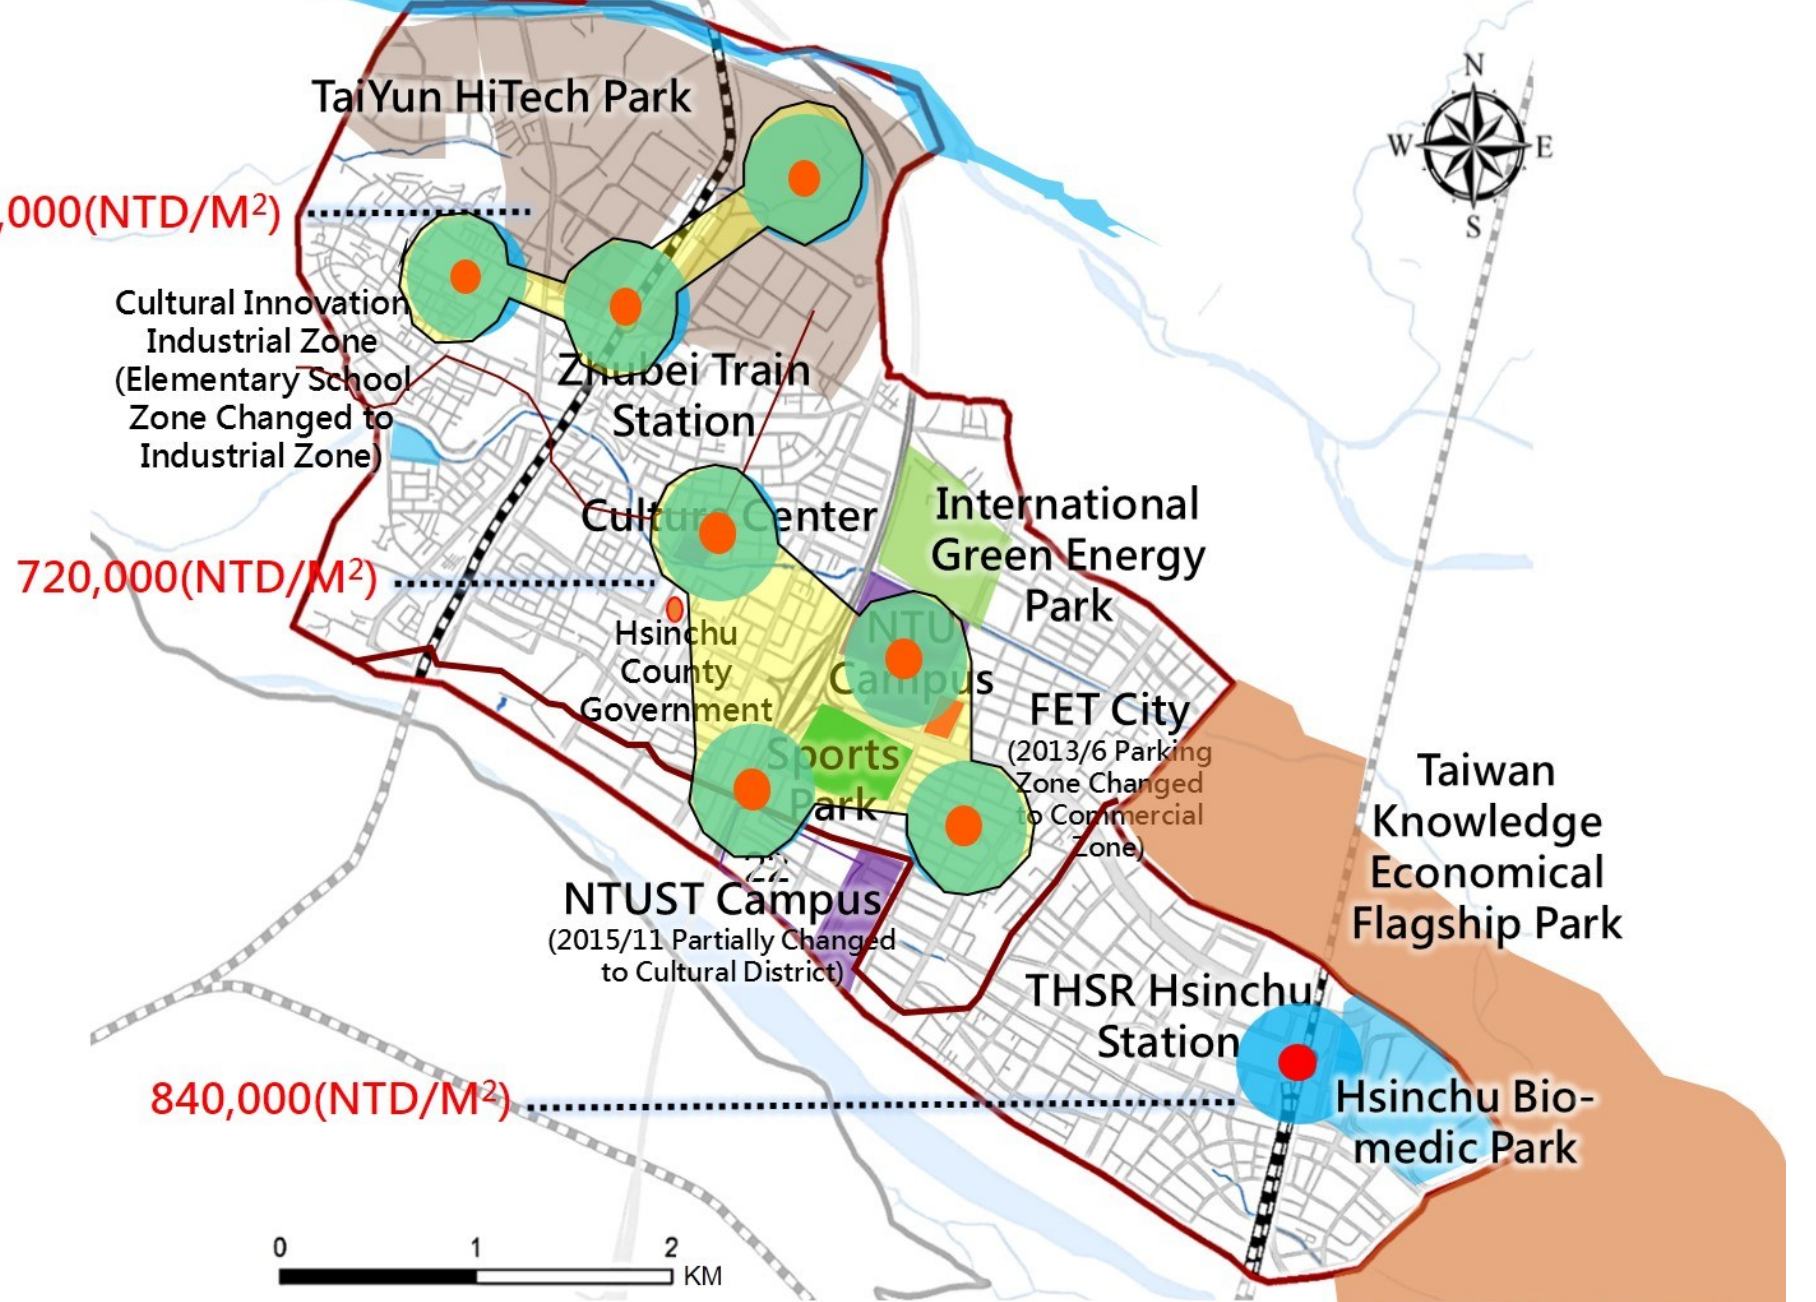 TaiYun HiTech Park
N
W
E
S
,000(NTD/M²)
Cultural Innovation
Industrial Zone
(Elementary School
Zone Changed to
Industrial Zone)
Zhubei Train
Station
Culture Center
International
Green Energy
Park
720,000(NTD/M²)
Hsinchu
County
Government
NTU
Campus
FET City
(2013/6 Parking
Zone Changed
to Commercial
Zone)
Sports
Park
Taiwan
Knowledge
Economical
Flagship Park
NTUST Campus
(2015/11 Partially Changed
to Cultural District)
THSR Hsinchu
Station
840,000(NTD/M²)
Hsinchu Bio-
medic Park
0 1 2
KM